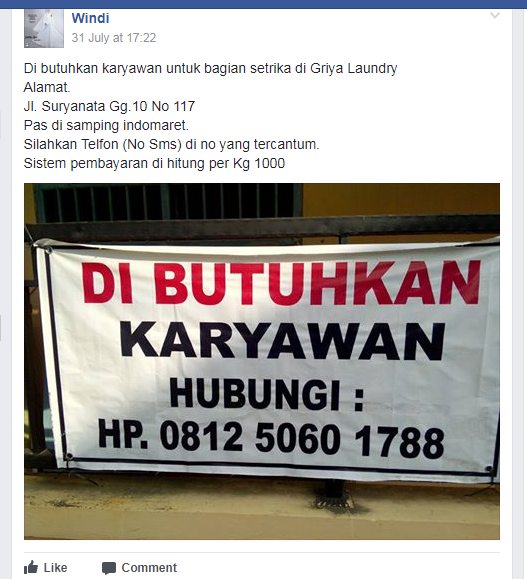 Windi
31 July at 17:22
Di butuhkan karyawan untuk bagian setrika di Griya Laundry
Alamat.
Jl. Suryanata Gg.10 No 117
Pas di samping indomaret.
Silahkan Telfon (No Sms) di no yang tercantum.
Sistem pembayaran di hitung per Kg 1000
DI BUTUHKAN
KARYAWAN
HUBUNGI :
HP. 0812 5060 1788
Like
Comment